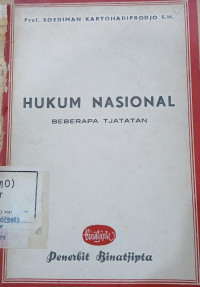 Prof. SOEDIMAN KARTOHADIPRODJO S.H.
HUKUM NASIONAL
BEBERAPA TJATATAN
Binatjipta
Penerbit Binatjipta